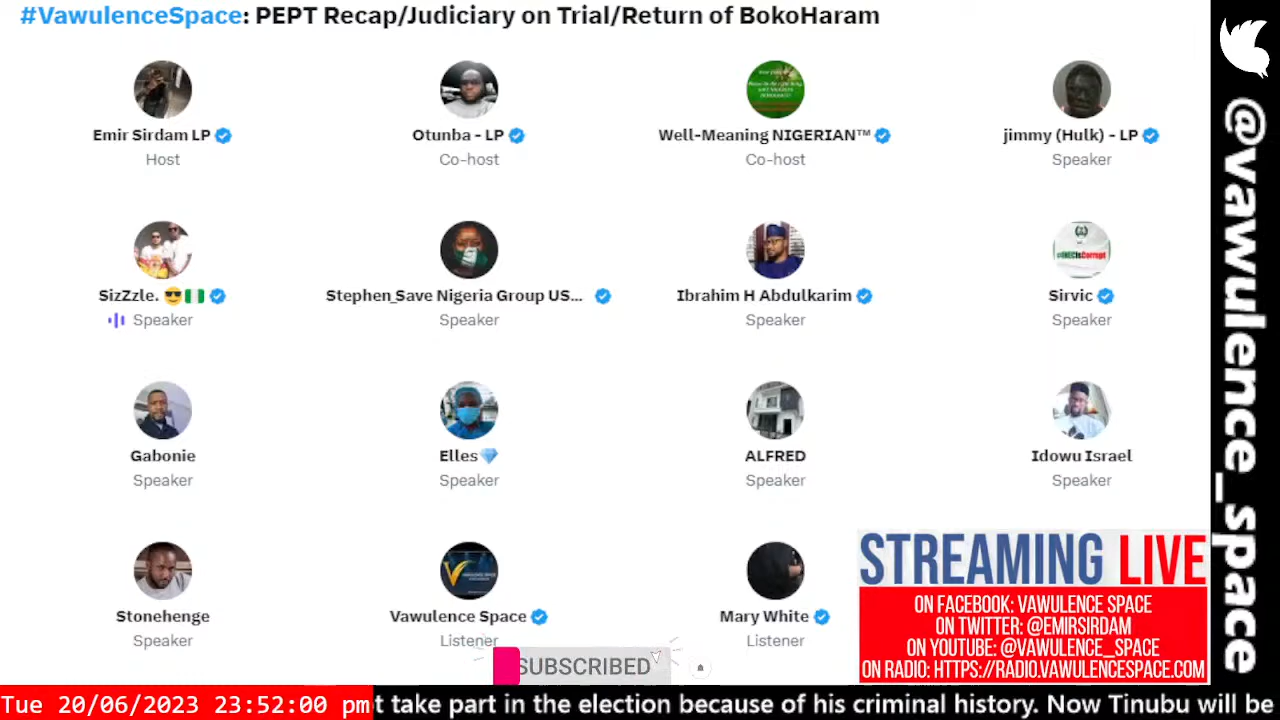 #VawulenceSpace: PEPT Recap/Judiciary on Trial/Return of BokoHaram
Emir Sirdam LP
Host
Otunba - LP
Co-host
Well-Meaning NIGERIAN™
Co-host
jimmy (Hulk) - LP
Speaker
SizZzle. 😎🇳🇬
Speaker
Stephen_Save Nigeria Group US...
Speaker
Ibrahim H Abdulkarim
Speaker
Sirvic
Speaker
Gabonie
Speaker
Elles💎
Speaker
ALFRED
Speaker
Idowu Israel
Speaker
Stonehenge
Speaker
Vawulence Space
Listener
Mary White
Listener
SUBSCRIBED
STREAMING LIVE
ON FACEBOOK: VAWULENCE SPACE
ON TWITTER: @EMIRSIRDAM
ON YOUTUBE: @VAWULENCE_SPACE
ON RADIO: HTTPS://RADIO.VAWULENCESPACE.COM
@vawulence_space
Tue 20/06/2023 23:52:00 pm
t take part in the election because of his criminal history. Now Tinubu will be